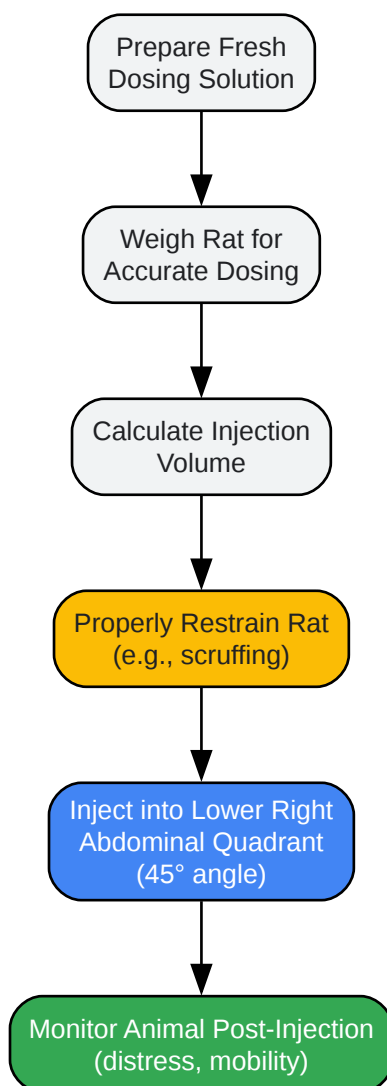 Prepare Fresh
Dosing Solution
Weigh Rat for
Accurate Dosing
Calculate Injection
Volume
Properly Restrain Rat
(e.g., scruffing)
Inject into Lower Right
Abdominal Quadrant
(45° angle)
Monitor Animal Post-Injection
(distress, mobility)